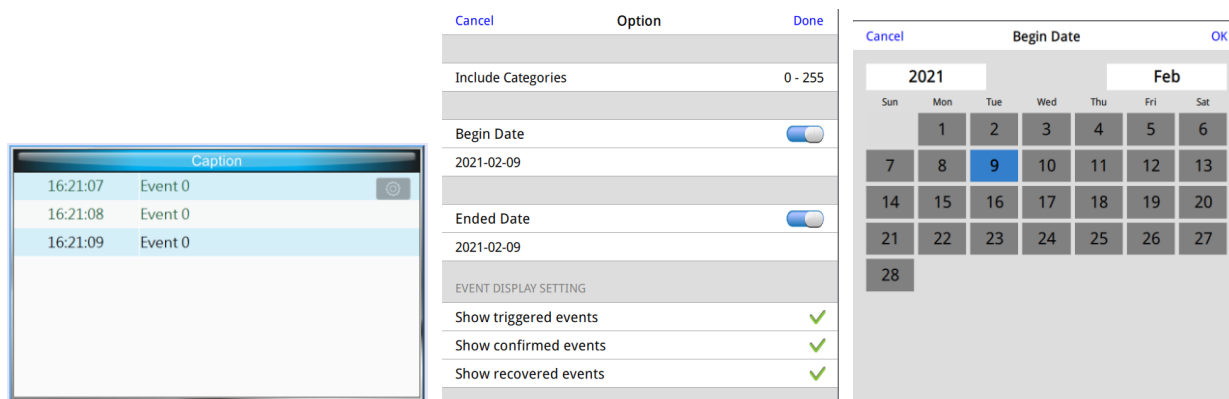 Caption
16:21:07 Event 0
16:21:08 Event 0
16:21:09 Event 0
Cancel Option Done
Include Categories 0 - 255
Begin Date
2021-02-09
Ended Date
2021-02-09
EVENT DISPLAY SETTING
Show triggered events
Show confirmed events
Show recovered events
Cancel Begin Date OK
2021 Feb
Sun Mon Tue Wed Thu Fri Sat
1 2 3 4 5 6
7 8 9 10 11 12 13
14 15 16 17 18 19 20
21 22 23 24 25 26 27
28